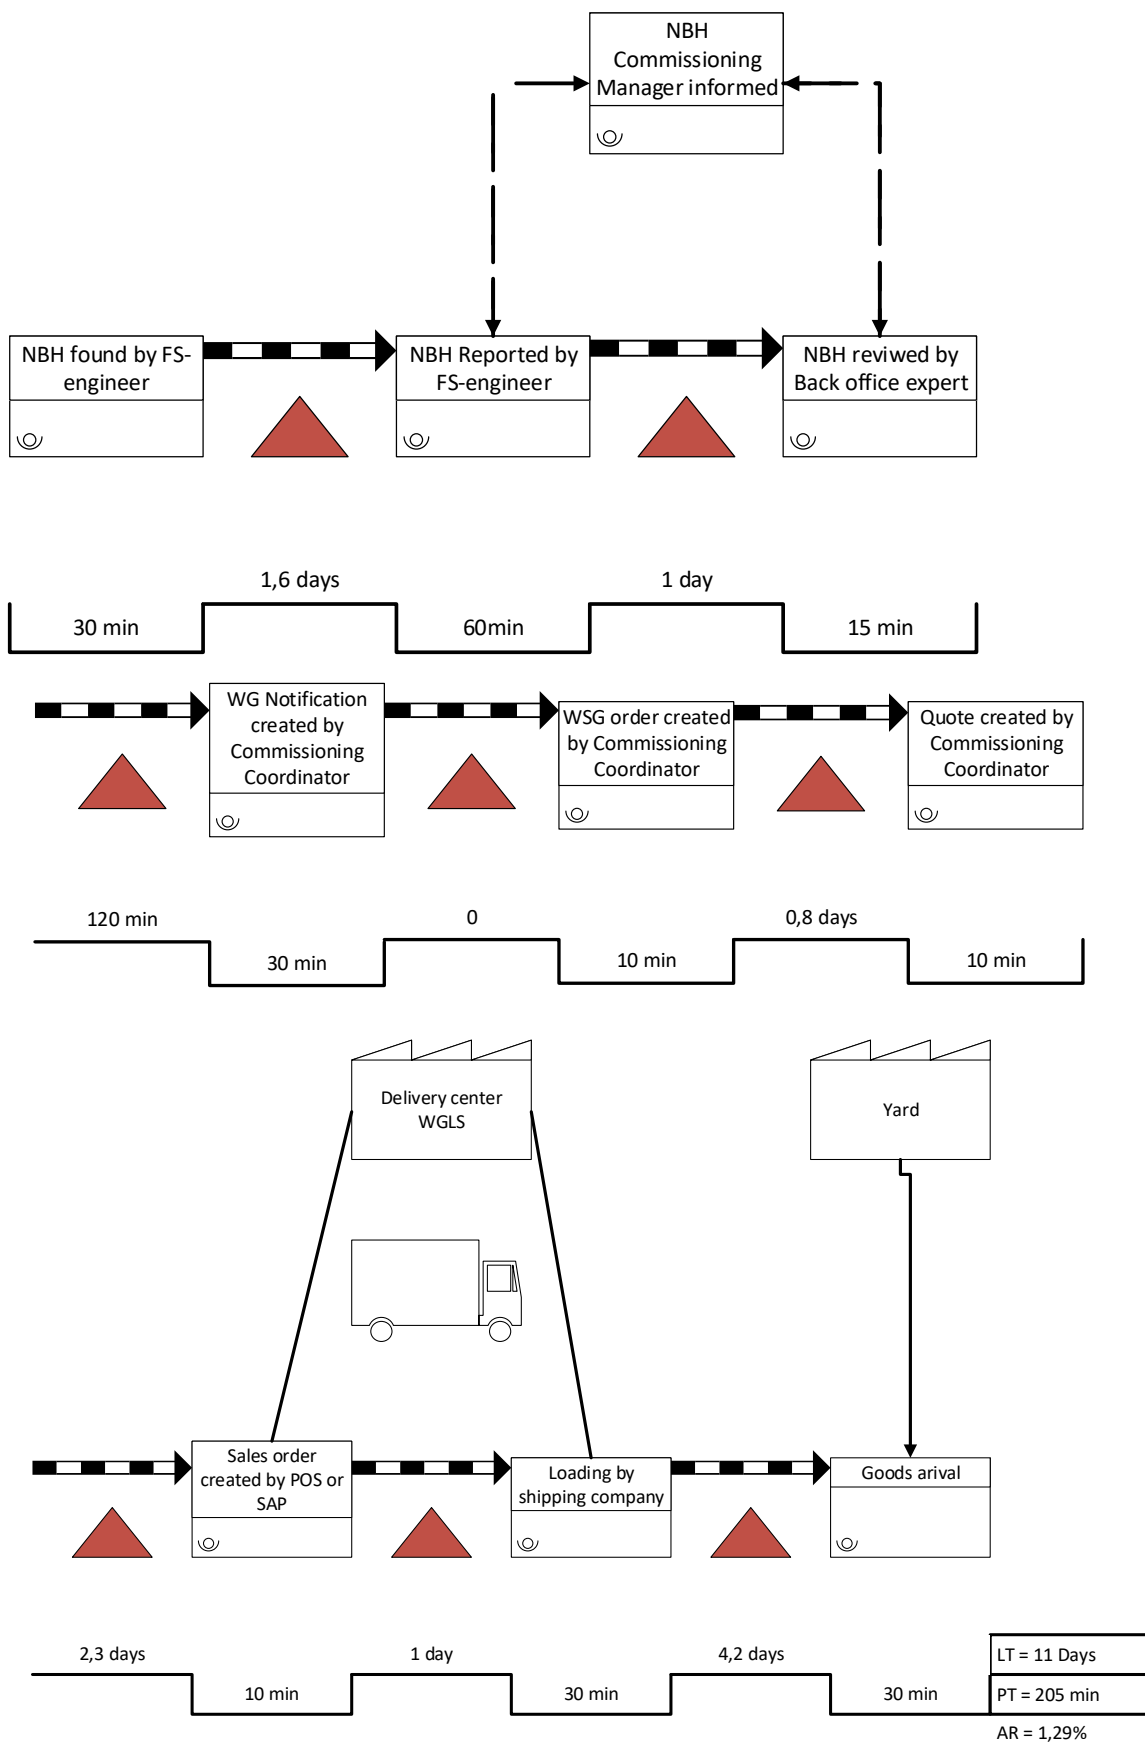 NBH
Commissioning
Manager informed
NBH found by FS-
engineer
NBH Reported by
FS-engineer
NBH reviwed by
Back office expert
1,6 days
1 day
30 min
60min
15 min
WG Notification
created by
Commissioning
Coordinator
WSG order created
by Commissioning
Coordinator
Quote created by
Commissioning
Coordinator
120 min
0
0,8 days
30 min
10 min
10 min
Delivery center
WGLS
Yard
Sales order
created by POS or
SAP
Loading by
shipping company
Goods arival
2,3 days
1 day
4,2 days
LT = 11 Days
10 min
30 min
30 min
PT = 205 min
AR = 1,29%